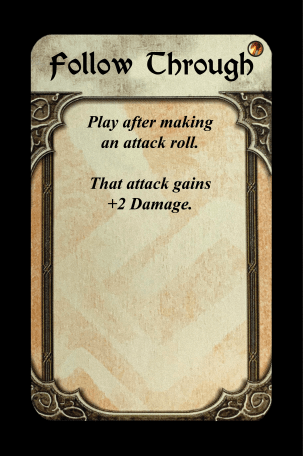 Follow Through
Play after making
an attack roll.
That attack gains
+2 Damage.